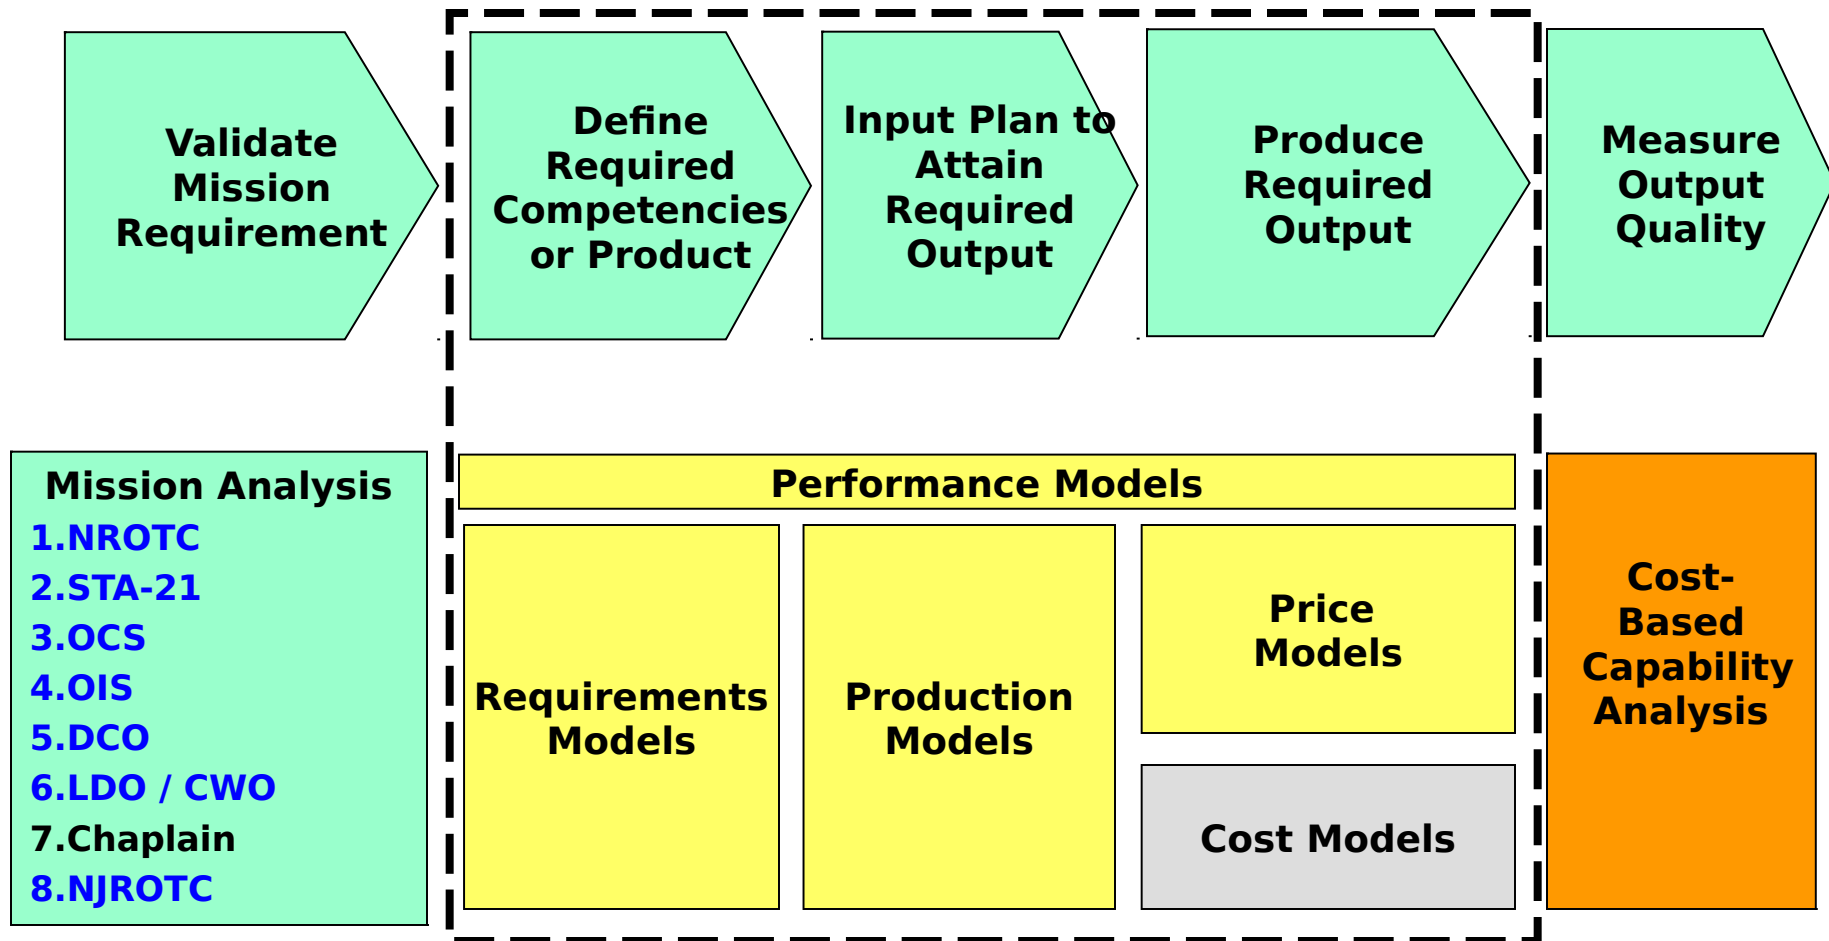 Validate
Mission
Requirement
Define
Required
Competencies
or Product
Input Plan to
Attain
Required
Output
Produce
Required
Output
Measure
Output
Quality
Mission Analysis
1.NROTC
2.STA-21
3.OCS
4.OIS
5.DCO
6.LDO / CWO
7.Chaplain
8.NJROTC
Performance Models
Requirements
Models
Production
Models
Price
Models
Cost Models
Cost-
Based
Capability
Analysis